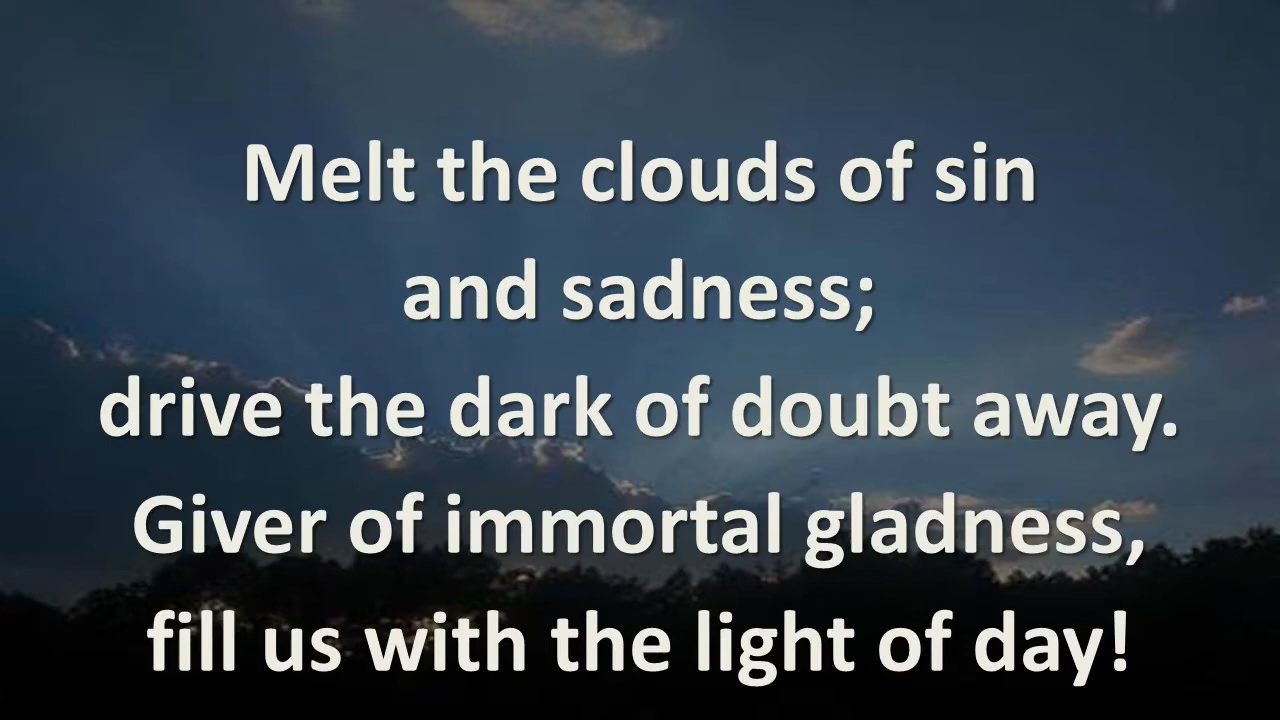 Melt the clouds of sin
and sadness;
drive the dark of doubt away.
Giver of immortal gladness,
fill us with the light of day!